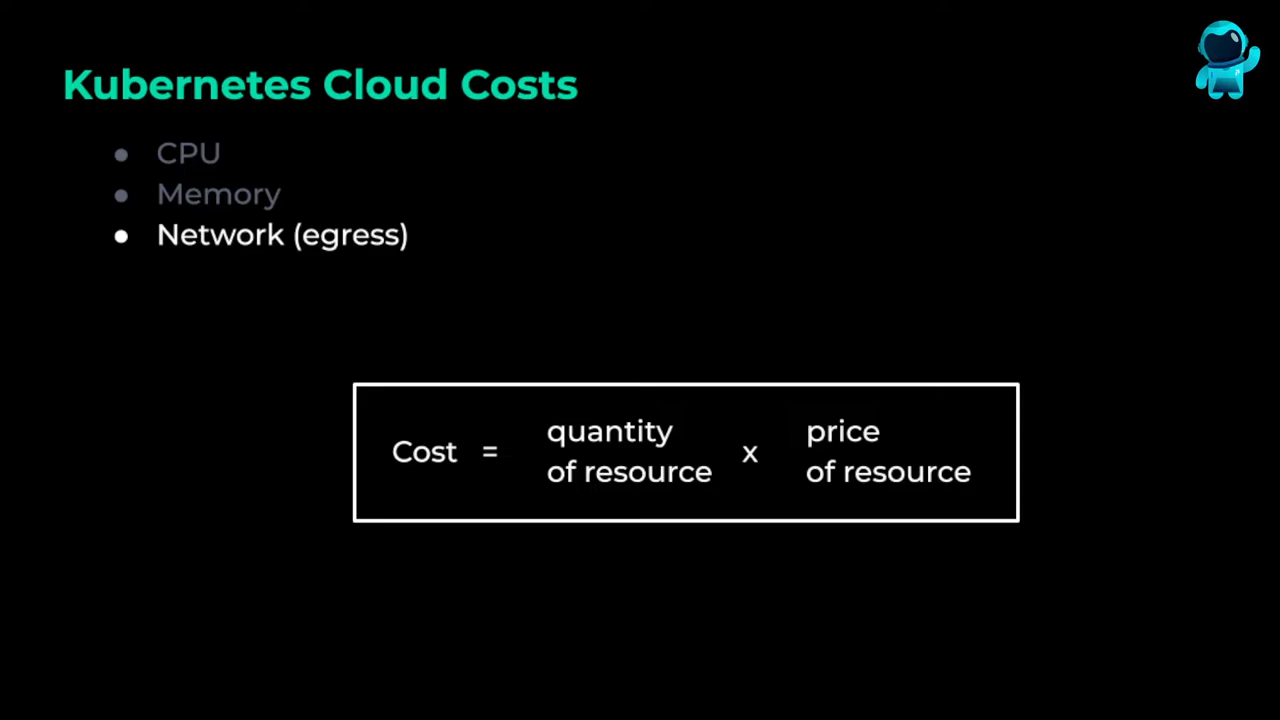 Kubernetes Cloud Costs
● CPU
● Memory
● Network (egress)
Cost = quantity of resource x price of resource